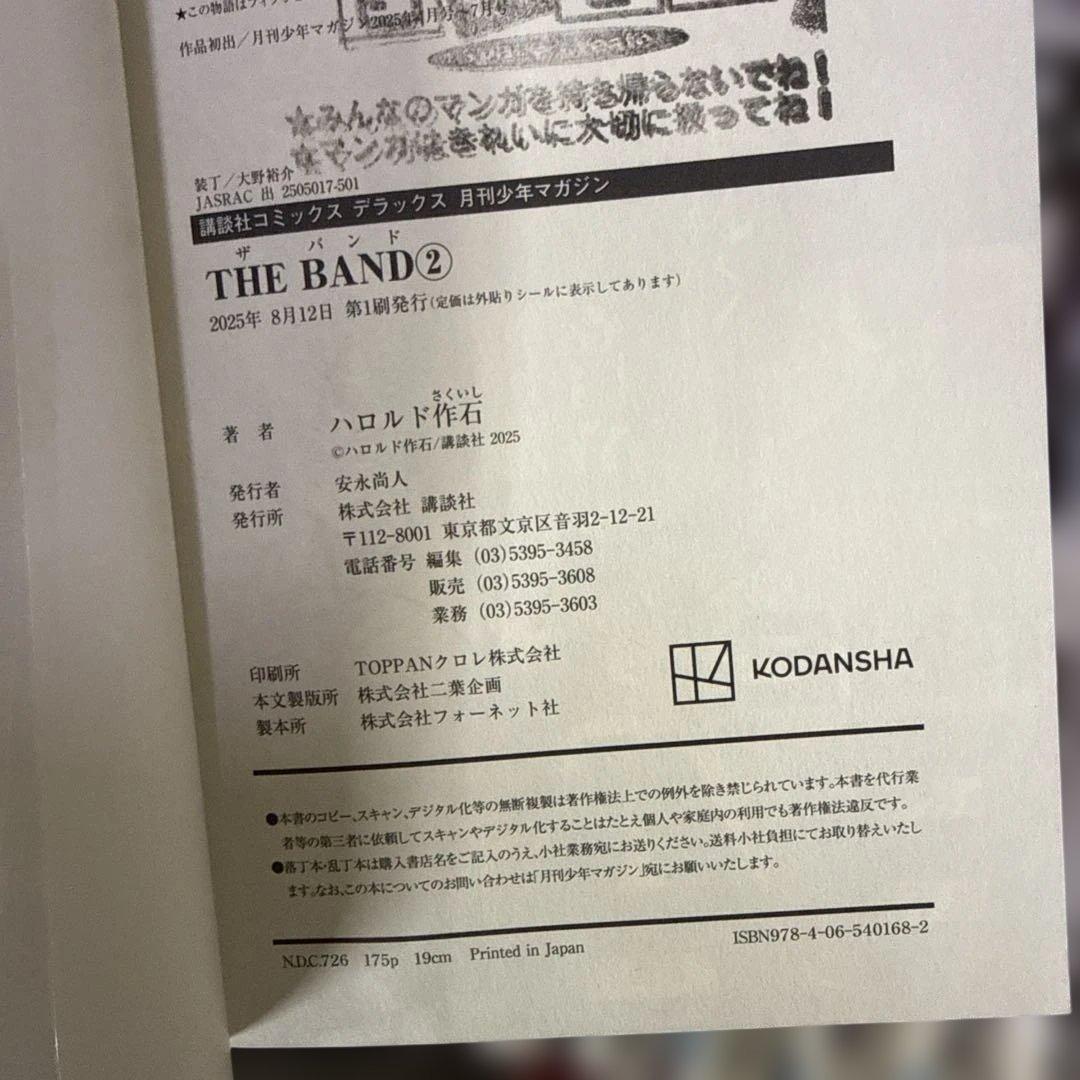 ★この物語はフィクショ
作品初出/月刊少年マガジン2025年 月号〜7月号
★みんなのマンガを持ち帰らないでね!
☆マンガはきれいに大切に扱ってね!
装丁/大野裕介
JASRAC 出 2505017-501
講談社コミックス デラックス 月刊少年マガジン
ザ バンド
THE BAND②
2025年 8月12日 第1刷発行(定価は外貼りシールに表示してあります)
さくいし
著 者 ハロルド作石
©ハロルド作石/講談社 2025
発行者 安永尚人
発行所 株式会社 講談社
〒112-8001 東京都文京区音羽2-12-21
電話番号 編集 (03)5395-3458
販売 (03)5395-3608
業務 (03)5395-3603
印刷所 TOPPANクロレ株式会社
本文製版所 株式会社二葉企画
製本所 株式会社フォーネット社
KODANSHA
●本書のコピー、スキャン、デジタル化等の無断複製は著作権法上での例外を除き禁じられています。本書を代行業
者等の第三者に依頼してスキャンやデジタル化することはたとえ個人や家庭内の利用でも著作権法違反です。
●落丁本・乱丁本は購入書店名をご記入のうえ、小社業務宛にお送りください。送料小社負担にてお取り替えいたし
ます。なお、この本についてのお問い合わせは「月刊少年マガジン」宛にお願いいたします。
N.D.C.726 175p 19cm Printed in Japan
ISBN978-4-06-540168-2